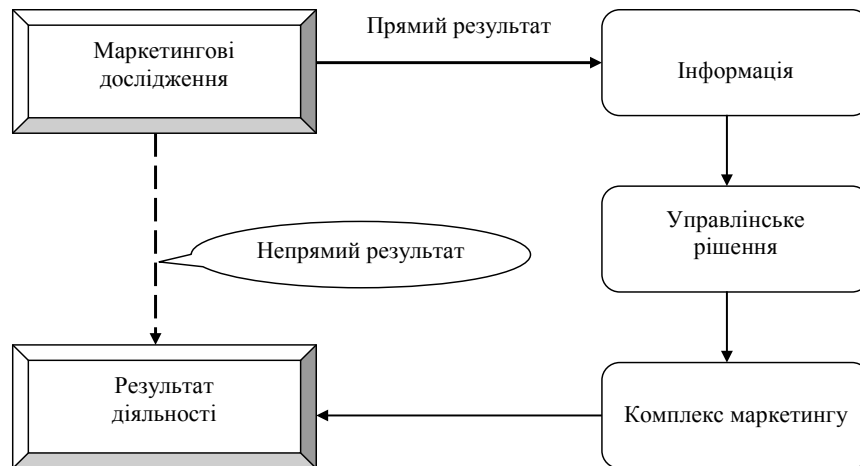 Прямий результат
Маркетингові
дослідження
Інформація
Управлінське
рішення
Непрямий результат
Результат
діяльності
Комплекс маркетингу